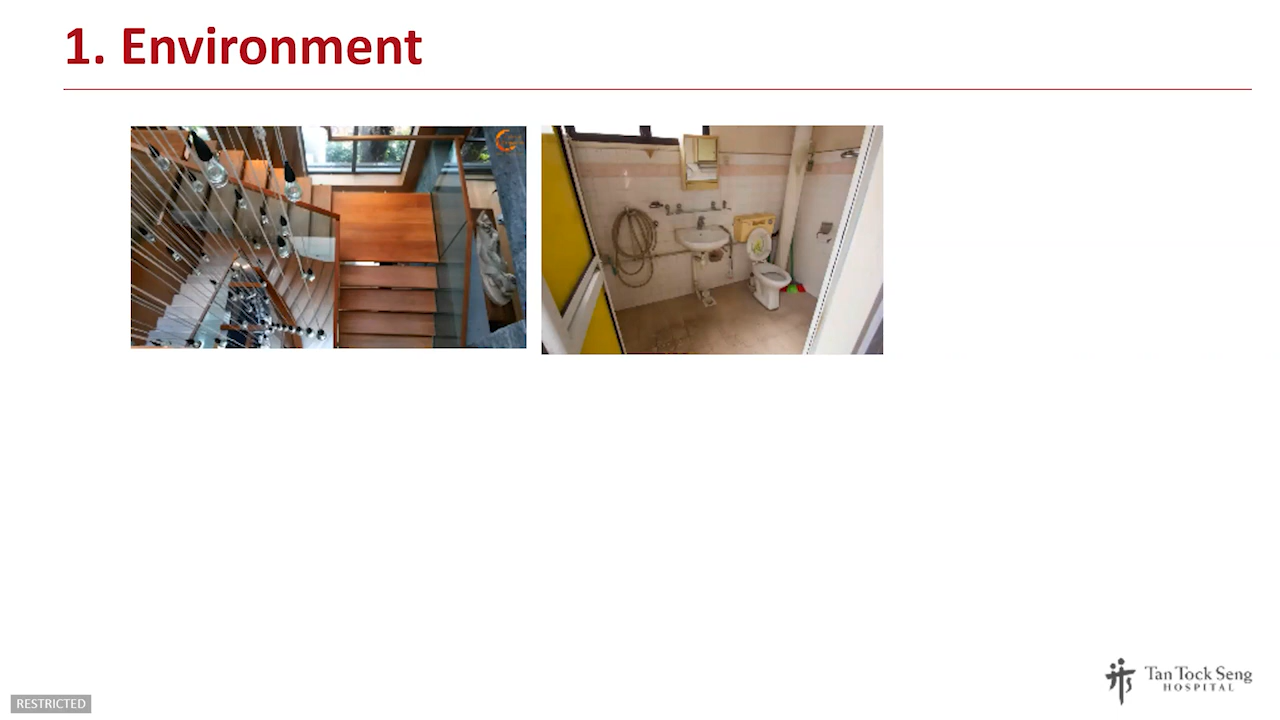 1. Environment
Tan Tock Seng
HOSPITAL
RESTRICTED